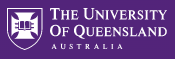 THE UNIVERSITY
OF QUEENSLAND
AUSTRALIA